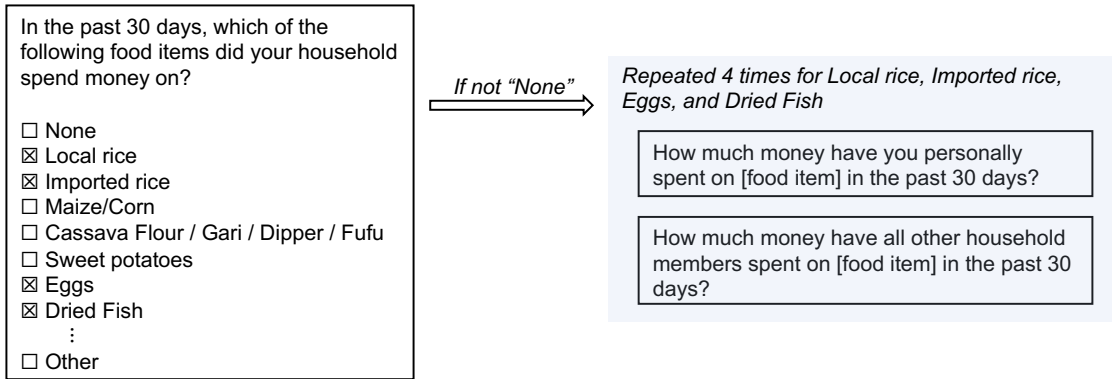 In the past 30 days, which of the
following food items did your household
spend money on?
☐ None
☒ Local rice
☒ Imported rice
☐ Maize/Corn
☐ Cassava Flour / Gari / Dipper / Fufu
☐ Sweet potatoes
☒ Eggs
☒ Dried Fish
⋮
☐ Other
If not “None”
Repeated 4 times for Local rice, Imported rice,
Eggs, and Dried Fish
How much money have you personally
spent on [food item] in the past 30 days?
How much money have all other household
members spent on [food item] in the past 30
days?